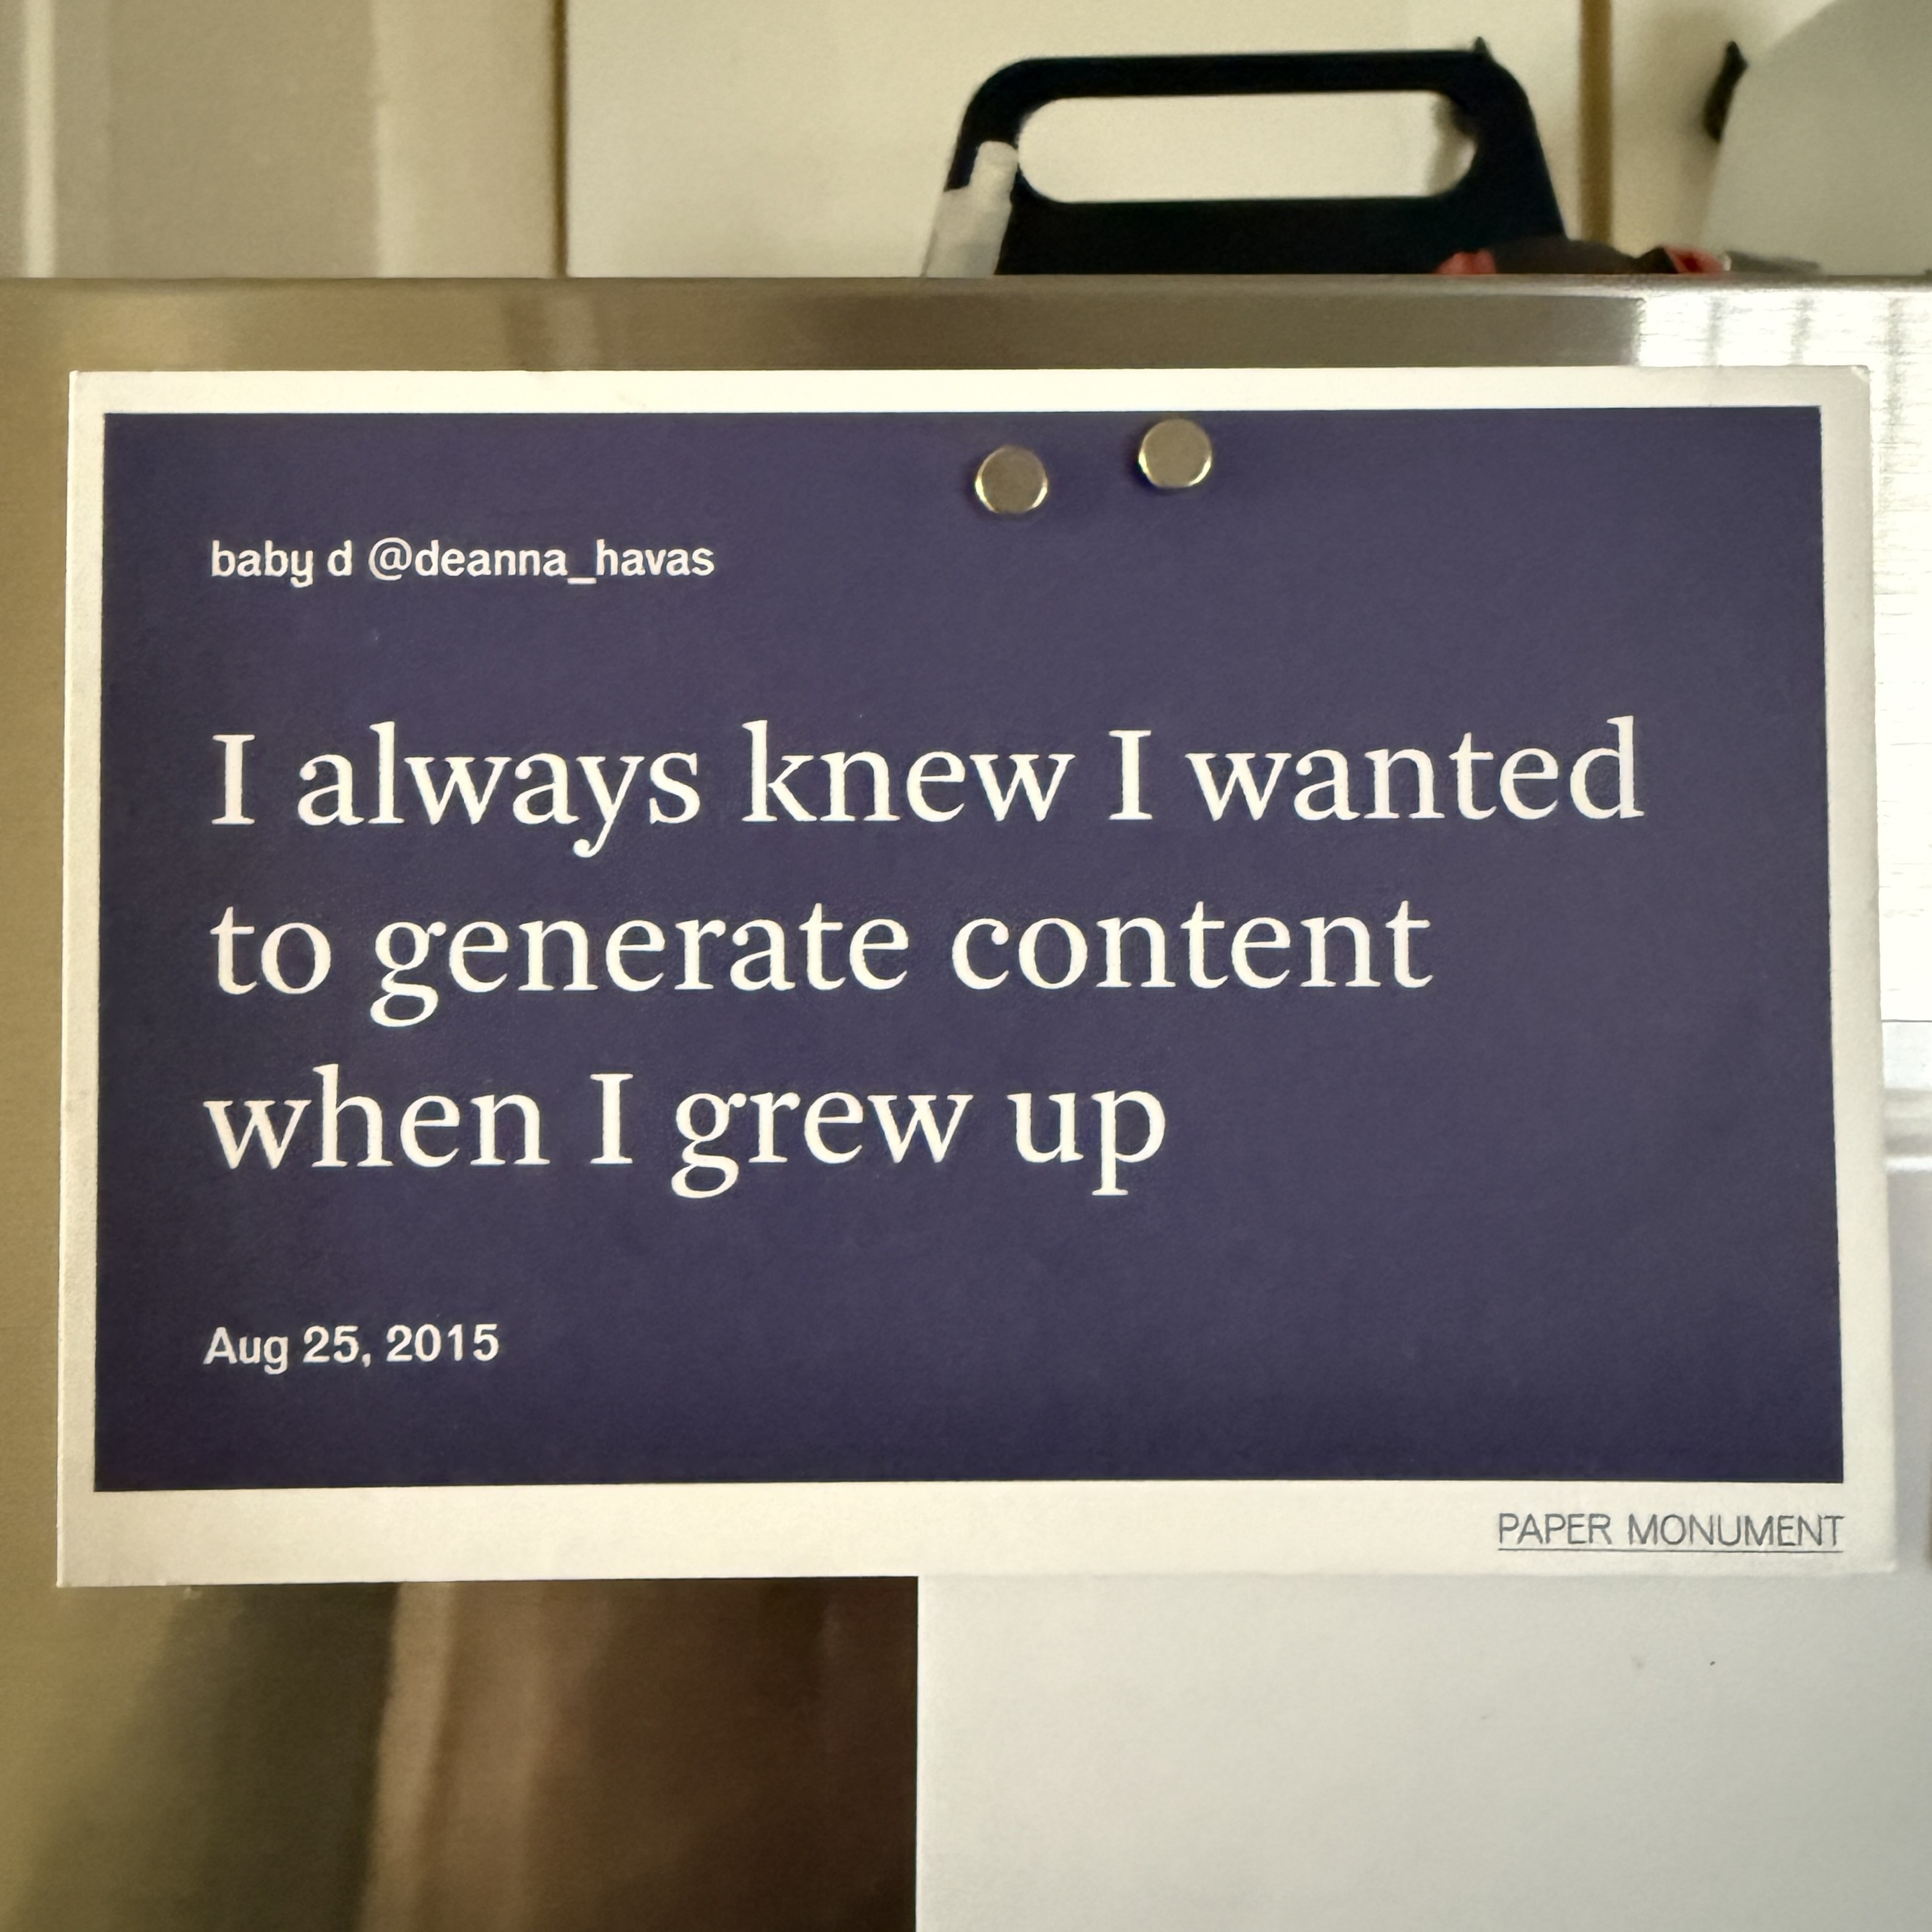 baby d @deanna_havas
I always knew I wanted
to generate content
when I grew up
Aug 25, 2015
PAPER MONUMENT